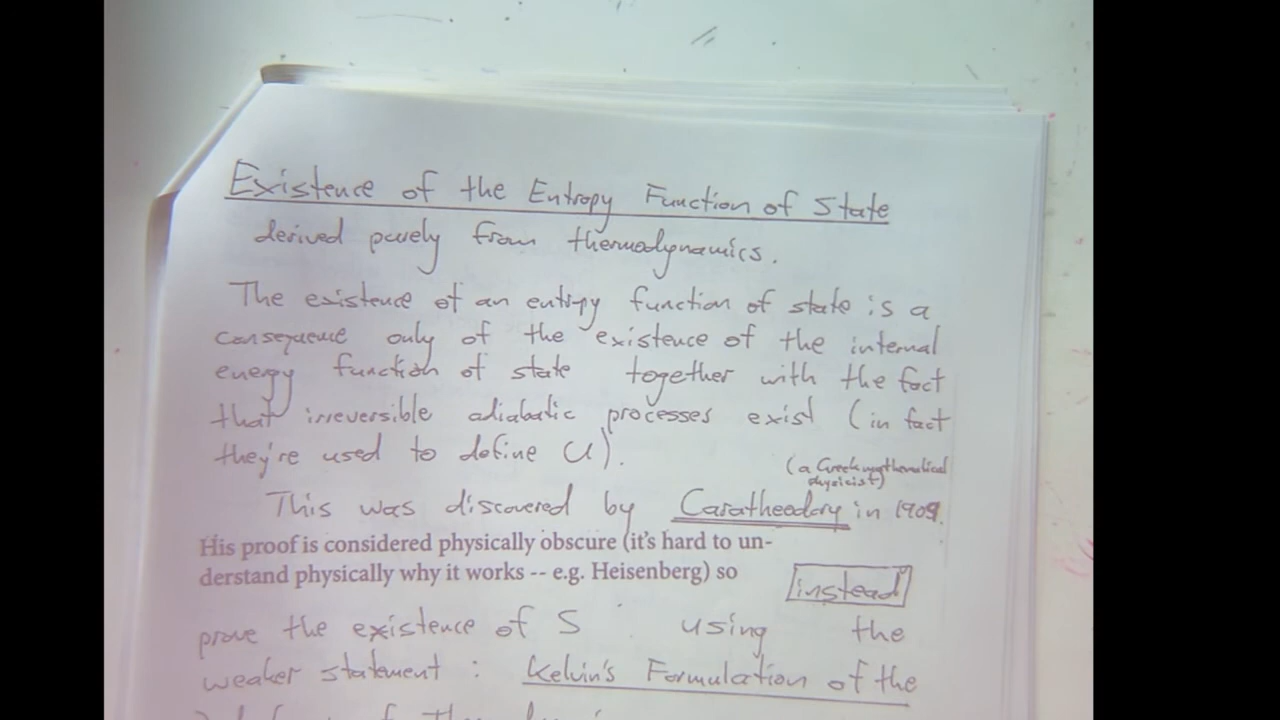 Existence of the Entropy Function of State
derived purely from thermodynamics.
The existence of an entropy function of state is a
consequence only of the existence of the internal
energy function of state together with the fact
that irreversible adiabatic processes exist (in fact
they're used to define U).
(a Greek mathematical
physicist)
This was discovered by Caratheodory in 1909.
His proof is considered physically obscure (it's hard to un-
derstand physically why it works -- e.g. Heisenberg) so
instead
prove the existence of S using the
weaker statement : Kelvin's Formulation of the